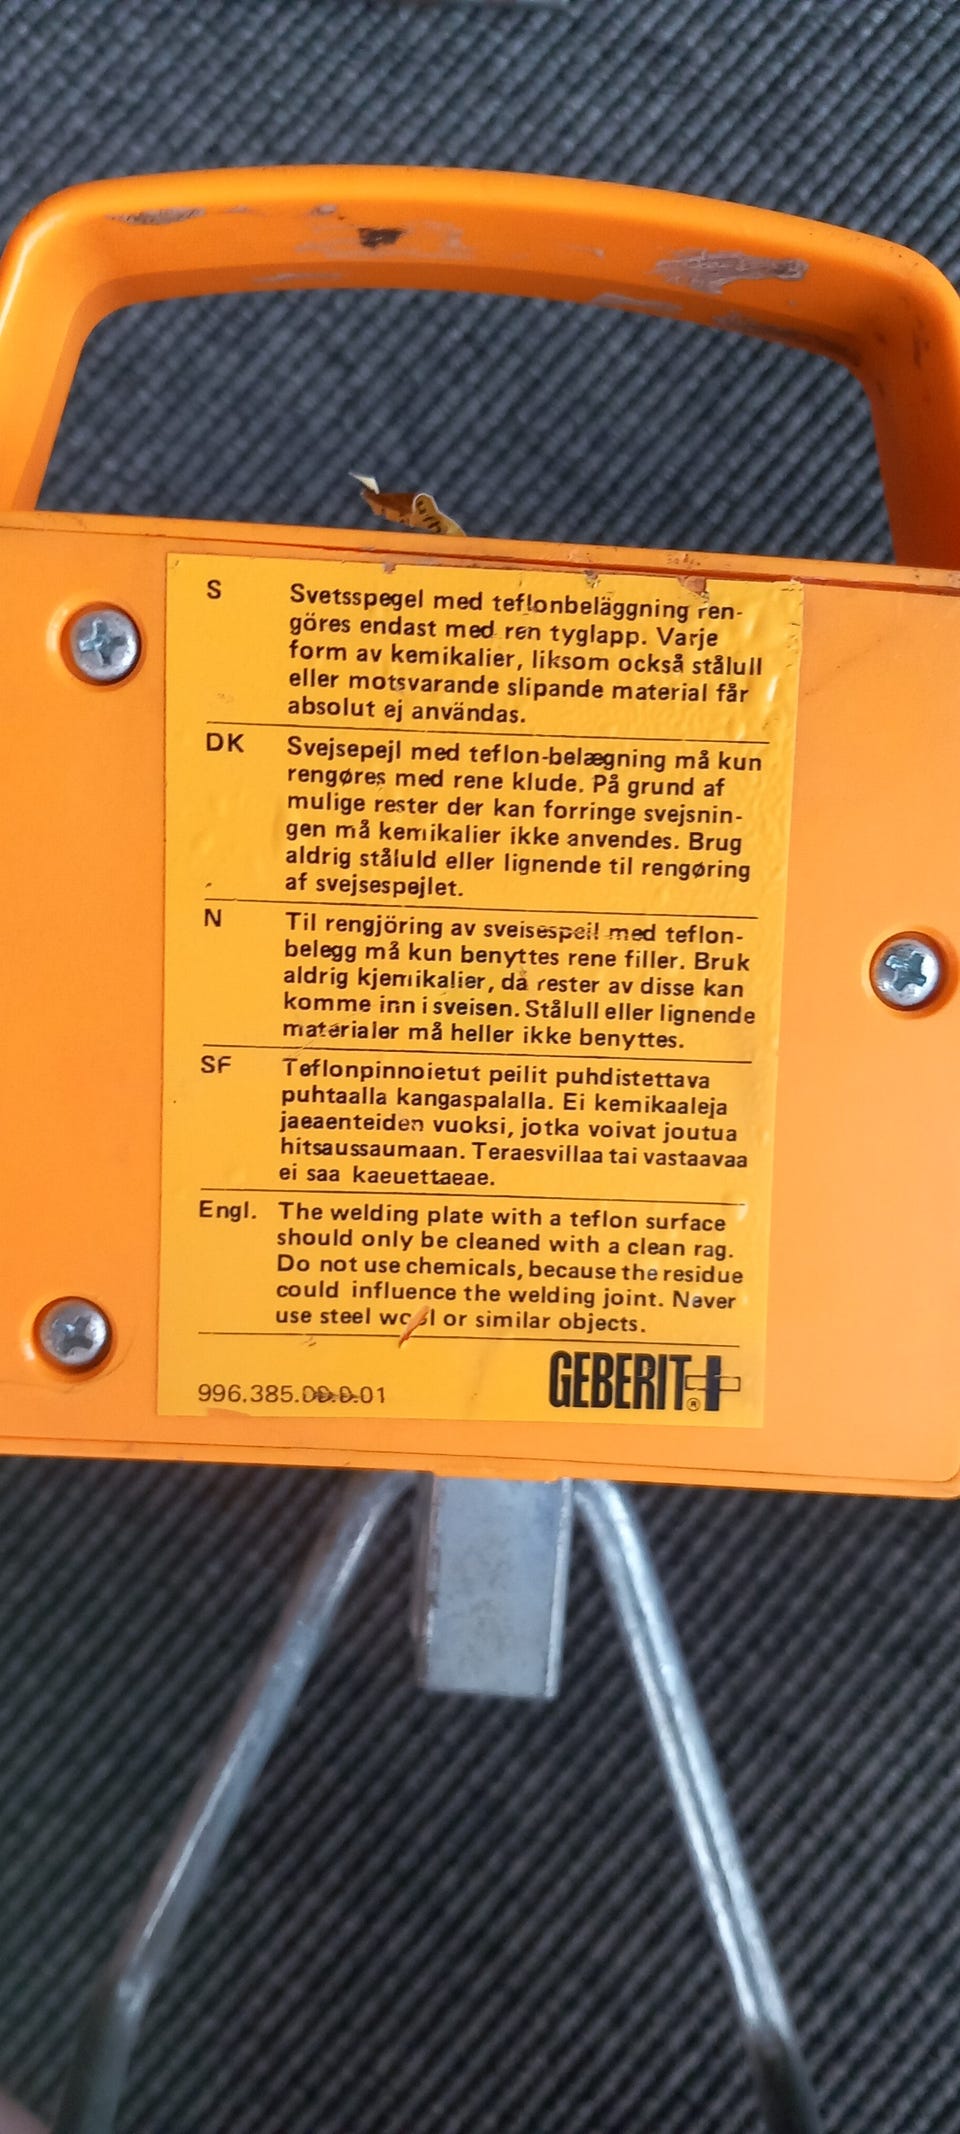 S Svetsspegel med teflonbeläggning ren-
göres endast med ren tyglapp. Varje
form av kemikalier, liksom också stålull
eller motsvarande slipande material får
absolut ej användas.
DK Svejsepejl med teflon-belægning må kun
rengøres med rene klude. På grund af
mulige rester der kan forringe svejsnin-
gen må kemikalier ikke anvendes. Brug
aldrig ståluld eller lignende til rengøring
af svejsespejlet.
N Til rengjöring av sveisespeil med teflon-
belegg må kun benyttes rene filler. Bruk
aldrig kjemikalier, da rester av disse kan
komme inn i sveisen. Stålull eller lignende
materialer må heller ikke benyttes.
SF Teflonpinnoietut peilit puhdistettava
puhtaalla kangaspalalla. Ei kemikaaleja
jaeaenteiden vuoksi, jotka voivat joutua
hitsaussaumaan. Teraesvillaa tai vastaavaa
ei saa kaeuettaeae.
Engl. The welding plate with a teflon surface
should only be cleaned with a clean rag.
Do not use chemicals, because the residue
could influence the welding joint. Never
use steel wool or similar objects.
996.385.00.0.01
GEBERIT®